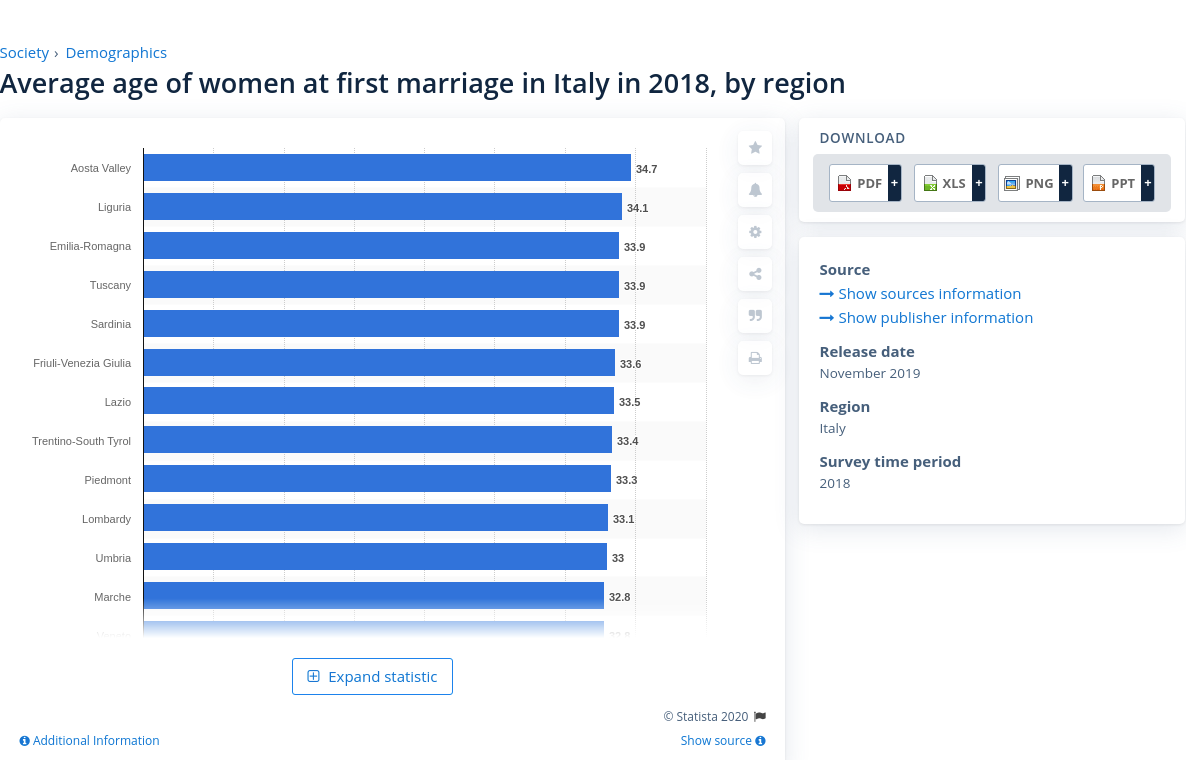 Society › Demographics
Average age of women at first marriage in Italy in 2018, by region
Aosta Valley 34.7
Liguria 34.1
Emilia-Romagna 33.9
Tuscany 33.9
Sardinia 33.9
Friuli-Venezia Giulia 33.6
Lazio 33.5
Trentino-South Tyrol 33.4
Piedmont 33.3
Lombardy 33.1
Umbria 33
Marche 32.8
Expand statistic
© Statista 2020
Additional Information
Show source
DOWNLOAD
PDF + XLS + PNG + PPT +
Source
Show sources information
Show publisher information
Release date
November 2019
Region
Italy
Survey time period
2018